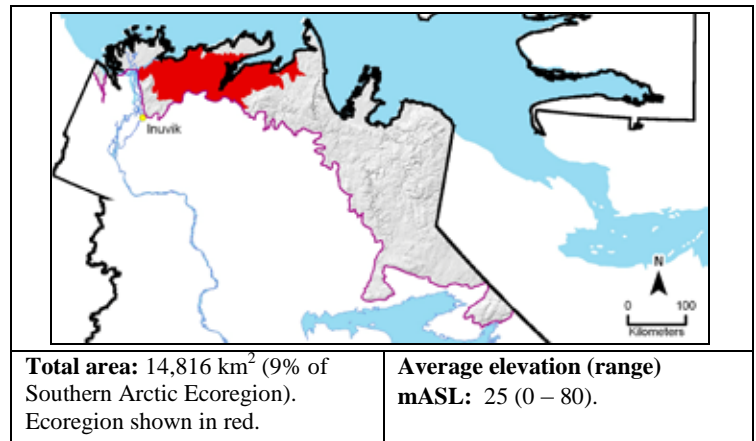 Inuvik
N
0 100
Kilometers
Total area: 14,816 km² (9% of
Southern Arctic Ecoregion).
Ecoregion shown in red.
Average elevation (range)
mASL: 25 (0 – 80).